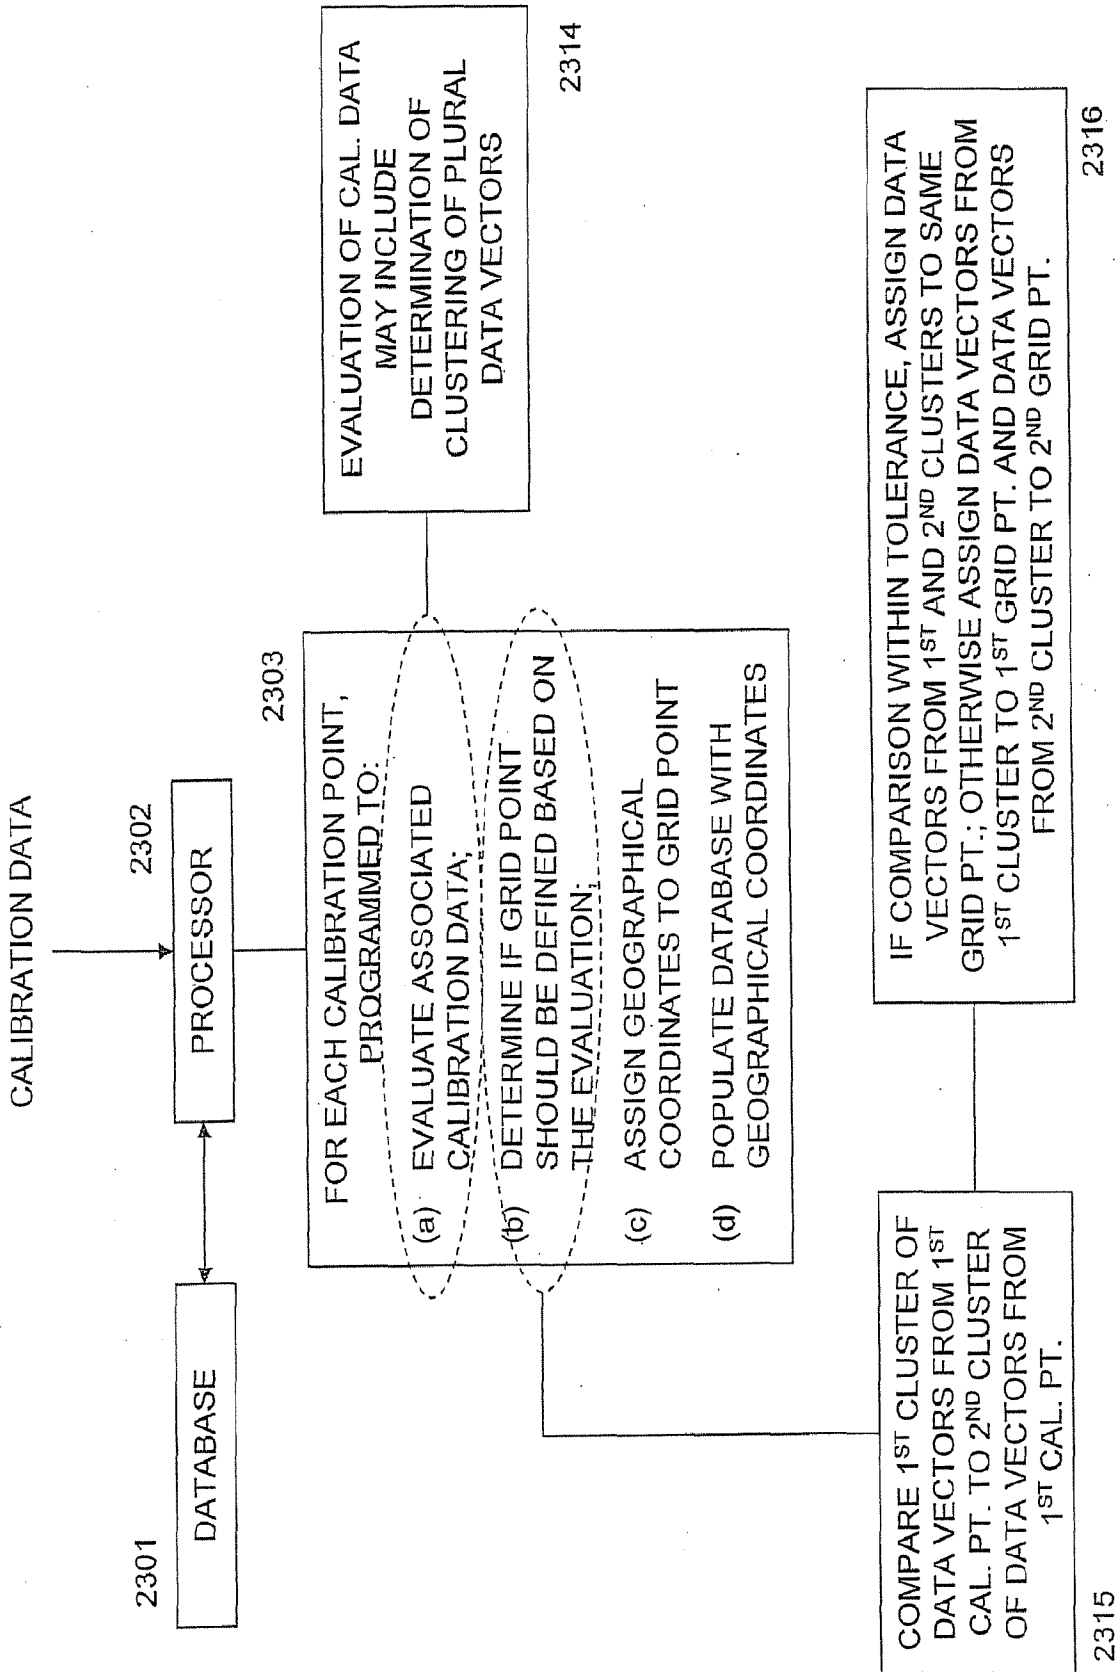 CALIBRATION DATA
2301
DATABASE
2302
PROCESSOR
2303
FOR EACH CALIBRATION POINT,
PROGRAMMED TO:
(a) EVALUATE ASSOCIATED
CALIBRATION DATA;
(b) DETERMINE IF GRID POINT
SHOULD BE DEFINED BASED ON
THE EVALUATION;
(c) ASSIGN GEOGRAPHICAL
COORDINATES TO GRID POINT
(d) POPULATE DATABASE WITH
GEOGRAPHICAL COORDINATES
EVALUATION OF CAL. DATA
MAY INCLUDE
DETERMINATION OF
CLUSTERING OF PLURAL
DATA VECTORS
2314
COMPARE 1ST CLUSTER OF
DATA VECTORS FROM 1ST
CAL. PT. TO 2ND CLUSTER
OF DATA VECTORS FROM
1ST CAL. PT.
2315
IF COMPARISON WITHIN TOLERANCE, ASSIGN DATA
VECTORS FROM 1ST AND 2ND CLUSTERS TO SAME
GRID PT.; OTHERWISE ASSIGN DATA VECTORS FROM
1ST CLUSTER TO 1ST GRID PT. AND DATA VECTORS
FROM 2ND CLUSTER TO 2ND GRID PT.
2316